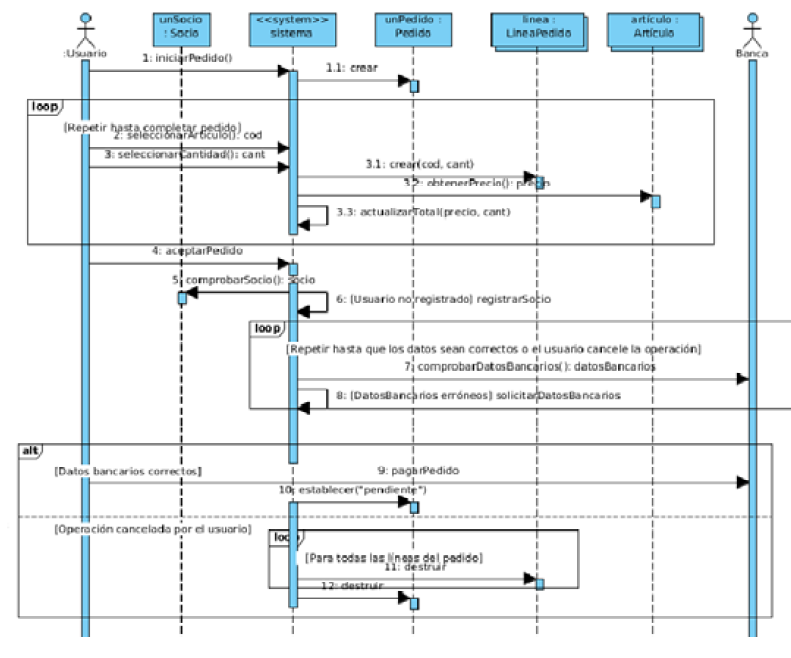 unSocio
: Socio
<<system>>
sistema
unPedido :
Pedido
linea :
LineaPedido
articulo :
Artículo
:Usuario
Banca
1: iniciarPedido()
1.1: crear
loop
[Repetir hasta completar pedido]
2: seleccionarArticulo(): cod
3: seleccionarCantidad(): cant
3.1: crear(cod, cant)
3.2: obtenerPrecio(): precio
3.3: actualizarTotal(precio, cant)
4: aceptarPedido
5: comprobarSocio(): socio
6: [Usuario no registrado] registrarSocio
loop
[Repetir hasta que los datos sean correctos o el usuario cancele la operación]
7: comprobarDatosBancarios(): datosBancarios
8: [DatosBancarios erróneos] solicitarDatosBancarios
alt
[Datos bancarios correctos]
9: pagarPedido
10: establecer("pendiente")
[Operación cancelada por el usuario]
loop
[Para todas las líneas del pedido]
11: destruir
12: destruir